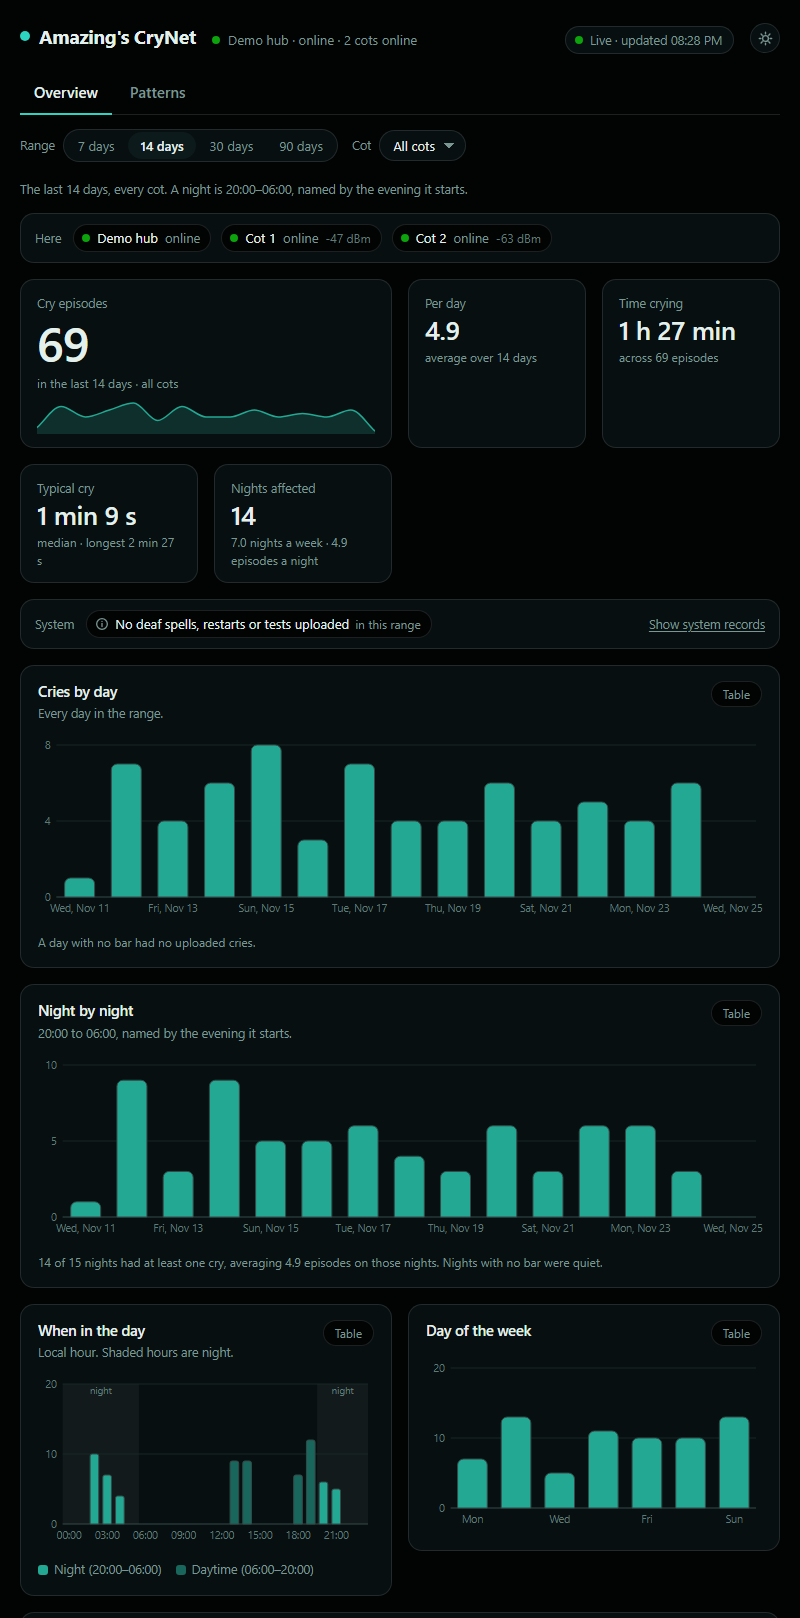 Amazing's CryNet
Demo hub · online · 2 cots online
Live · updated 08:28 PM
Overview
Patterns
Range
7 days
14 days
30 days
90 days
Cot
All cots
The last 14 days, every cot. A night is 20:00–06:00, named by the evening it starts.
Here
Demo hub online
Cot 1 online -47 dBm
Cot 2 online -63 dBm
Cry episodes
69
in the last 14 days · all cots
Per day
4.9
average over 14 days
Time crying
1 h 27 min
across 69 episodes
Typical cry
1 min 9 s
median · longest 2 min 27
s
Nights affected
14
7.0 nights a week · 4.9
episodes a night
System
No deaf spells, restarts or tests uploaded in this range
Show system records
Cries by day
Table
Every day in the range.
8
4
0
Wed, Nov 11
Fri, Nov 13
Sun, Nov 15
Tue, Nov 17
Thu, Nov 19
Sat, Nov 21
Mon, Nov 23
Wed, Nov 25
A day with no bar had no uploaded cries.
Night by night
Table
20:00 to 06:00, named by the evening it starts.
10
5
0
Wed, Nov 11
Fri, Nov 13
Sun, Nov 15
Tue, Nov 17
Thu, Nov 19
Sat, Nov 21
Mon, Nov 23
Wed, Nov 25
14 of 15 nights had at least one cry, averaging 4.9 episodes on those nights. Nights with no bar were quiet.
When in the day
Table
Local hour. Shaded hours are night.
20
night
night
10
0
00:00
03:00
06:00
09:00
12:00
15:00
18:00
21:00
Night (20:00–06:00)
Daytime (06:00–20:00)
Day of the week
Table
20
10
0
Mon
Wed
Fri
Sun